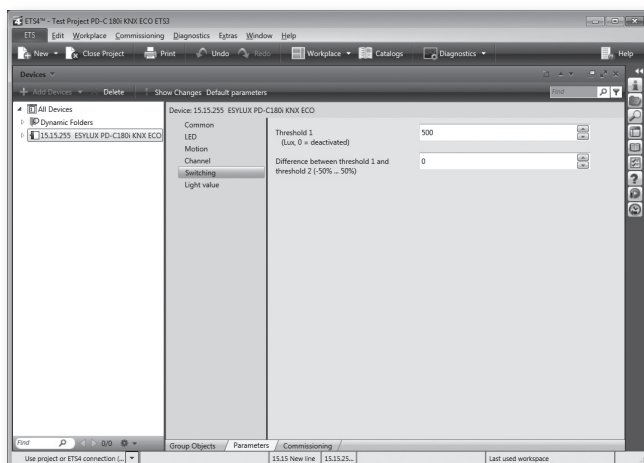 ETS4™ - Test Project PD-C 180i KNX ECO ETS3
ETS Edit Workplace Commissioning Diagnostics Extras Window Help
New Close Project Print Undo Redo Workplace Catalogs Diagnostics Help
Devices
Add Devices Delete Show Changes Default parameters Find
All Devices
Dynamic Folders
15.15.255 ESYLUX PD-C180i KNX ECO
Device: 15.15.255 ESYLUX PD-C180i KNX ECO
Common
LED
Motion
Channel
Switching
Light value
Threshold 1
(Lux, 0 = deactivated)
500
Difference between threshold 1 and
threshold 2 (-50% ... 50%)
0
Find 0/0
Group Objects Parameters Commissioning
Use project or ETS4 connection (... 15.15 New line 15.15.25... Last used workspace